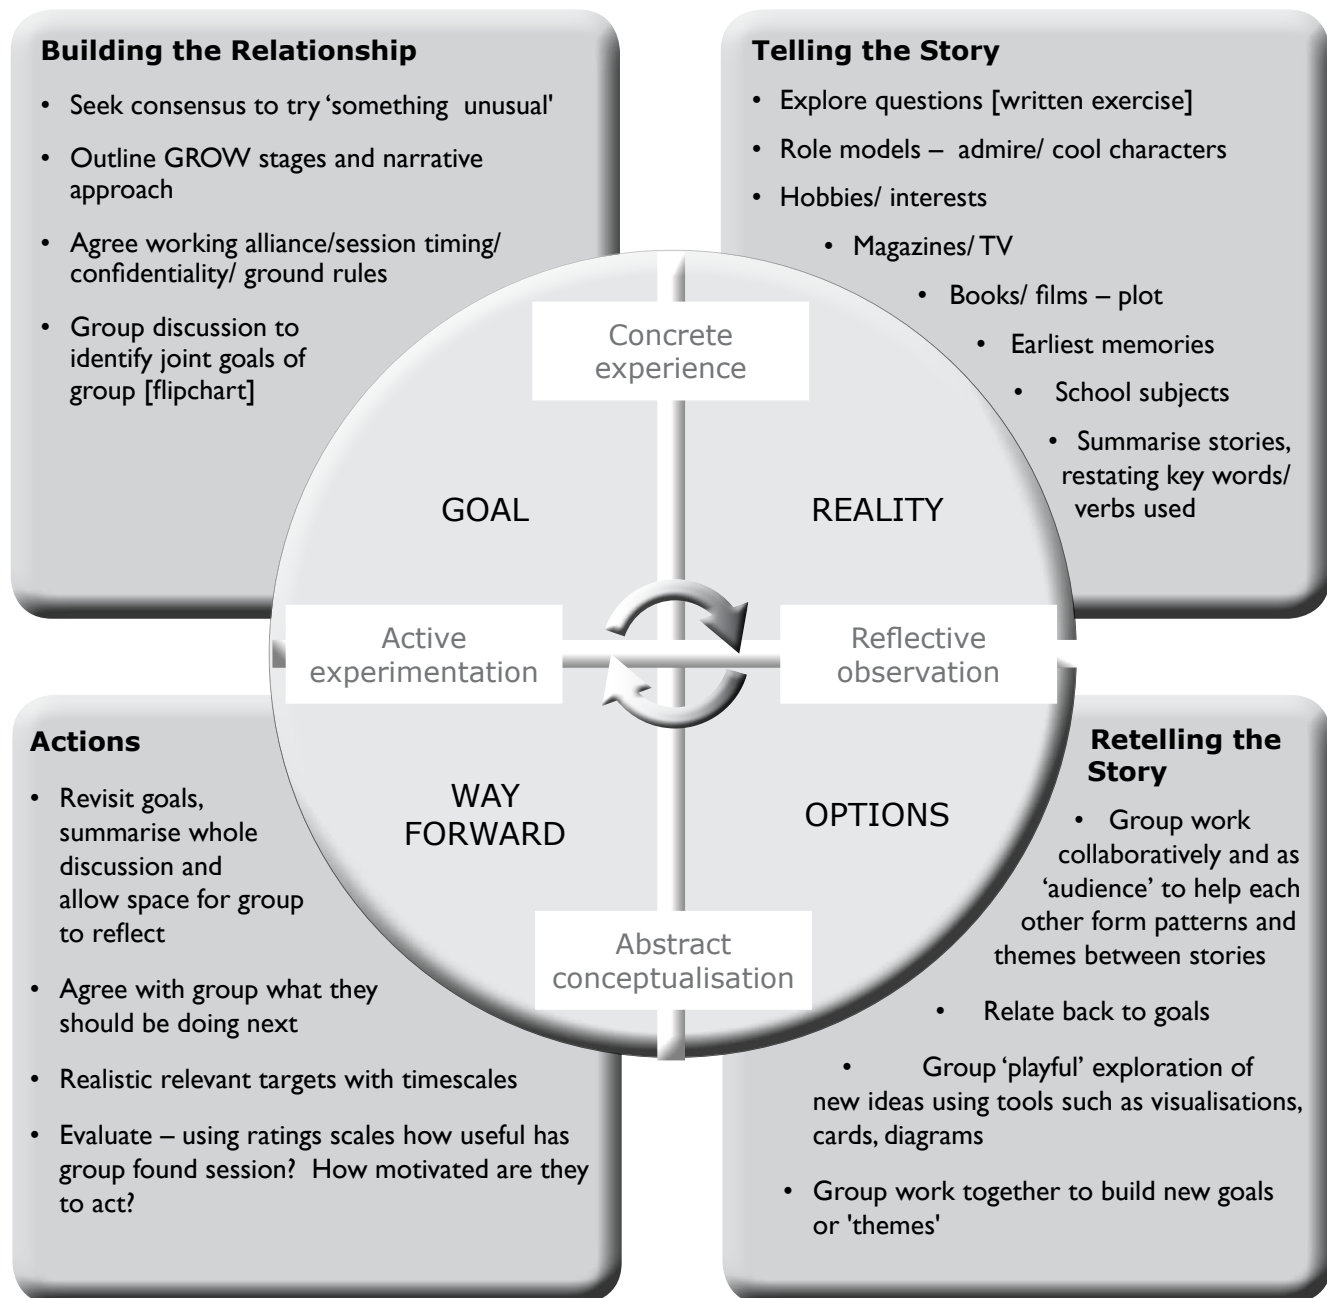 Building the Relationship
• Seek consensus to try ‘something  unusual'
• Outline GROW stages and narrative
approach
• Agree working alliance/session timing/
confidentiality/ ground rules
• Group discussion to
identify joint goals of
group [flipchart]
Telling the Story
• Explore questions [written exercise]
• Role models –  admire/ cool characters
• Hobbies/ interests
• Magazines/ TV
• Books/ films – plot
• Earliest memories
• School subjects
• Summarise stories,
restating key words/
verbs used
Concrete
experience
GOAL
REALITY
Active
experimentation
Reflective
observation
WAY
FORWARD
OPTIONS
Abstract
conceptualisation
Actions
• Revisit goals,
summarise whole
discussion and
allow space for group
to reflect
• Agree with group what they
should be doing next
• Realistic relevant targets with timescales
• Evaluate – using ratings scales how useful has
group found session?  How motivated are they
to act?
Retelling the
Story
• Group work
collaboratively and as
‘audience’ to help each
other form patterns and
themes between stories
• Relate back to goals
• Group ‘playful’ exploration of
new ideas using tools such as visualisations,
cards, diagrams
• Group work together to build new goals
or 'themes'